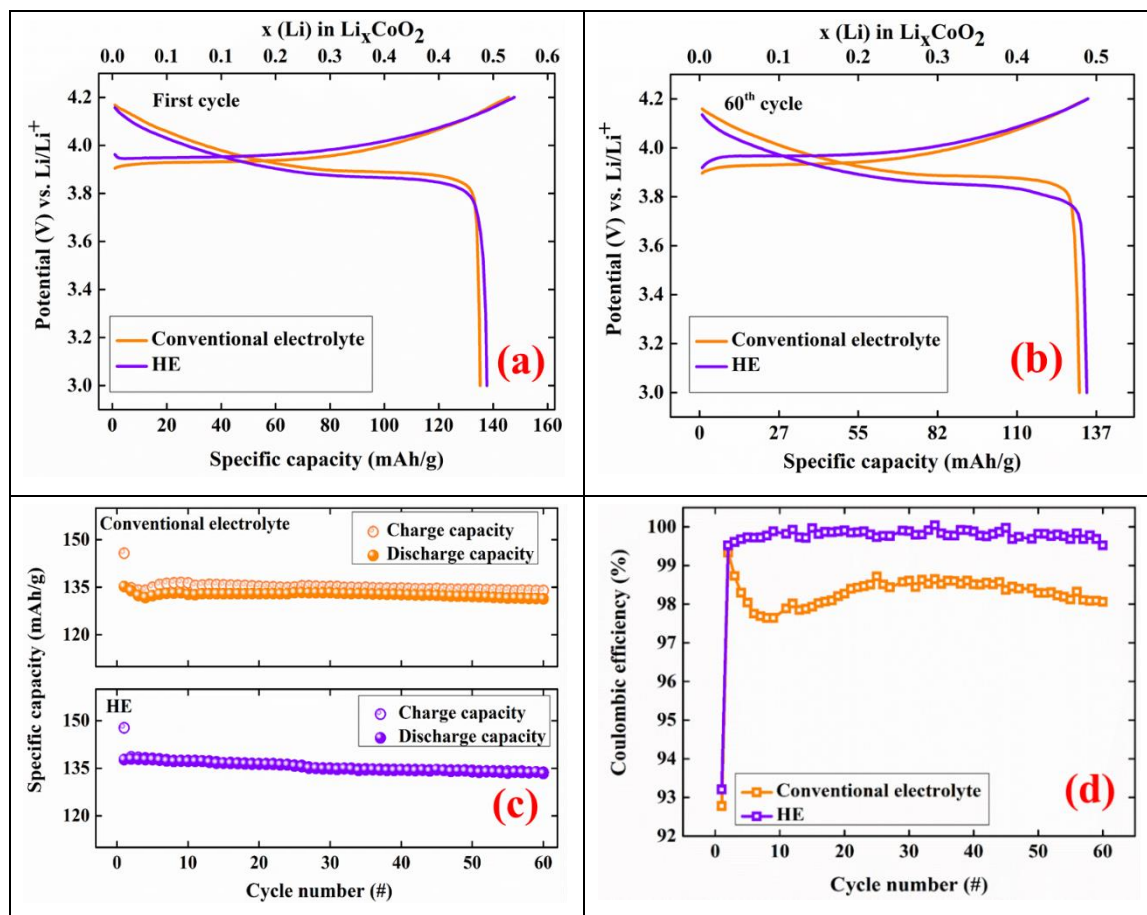 x (Li) in LiₓCoO₂
0.0 0.1 0.1 0.2 0.3 0.4 0.5 0.5 0.6
First cycle
4.2
4.0
3.8
3.6
3.4
3.2
3.0
Potential (V) vs. Li/Li⁺
Conventional electrolyte
HE
(a)
0 20 40 60 80 100 120 140 160
Specific capacity (mAh/g)
x (Li) in LiₓCoO₂
0.0 0.1 0.2 0.3 0.4 0.5
60th cycle
4.2
4.0
3.8
3.6
3.4
3.2
3.0
Potential (V) vs. Li/Li⁺
Conventional electrolyte
HE
(b)
0 27 55 82 110 137
Specific capacity (mAh/g)
Conventional electrolyte
Charge capacity
Discharge capacity
150
135
120
HE
Charge capacity
Discharge capacity
150
135
120
Specific capacity (mAh/g)
(c)
0 10 20 30 40 50 60
Cycle number (#)
100
99
98
97
96
95
94
93
92
Coulombic efficiency (%)
Conventional electrolyte
HE
(d)
0 10 20 30 40 50 60
Cycle number (#)